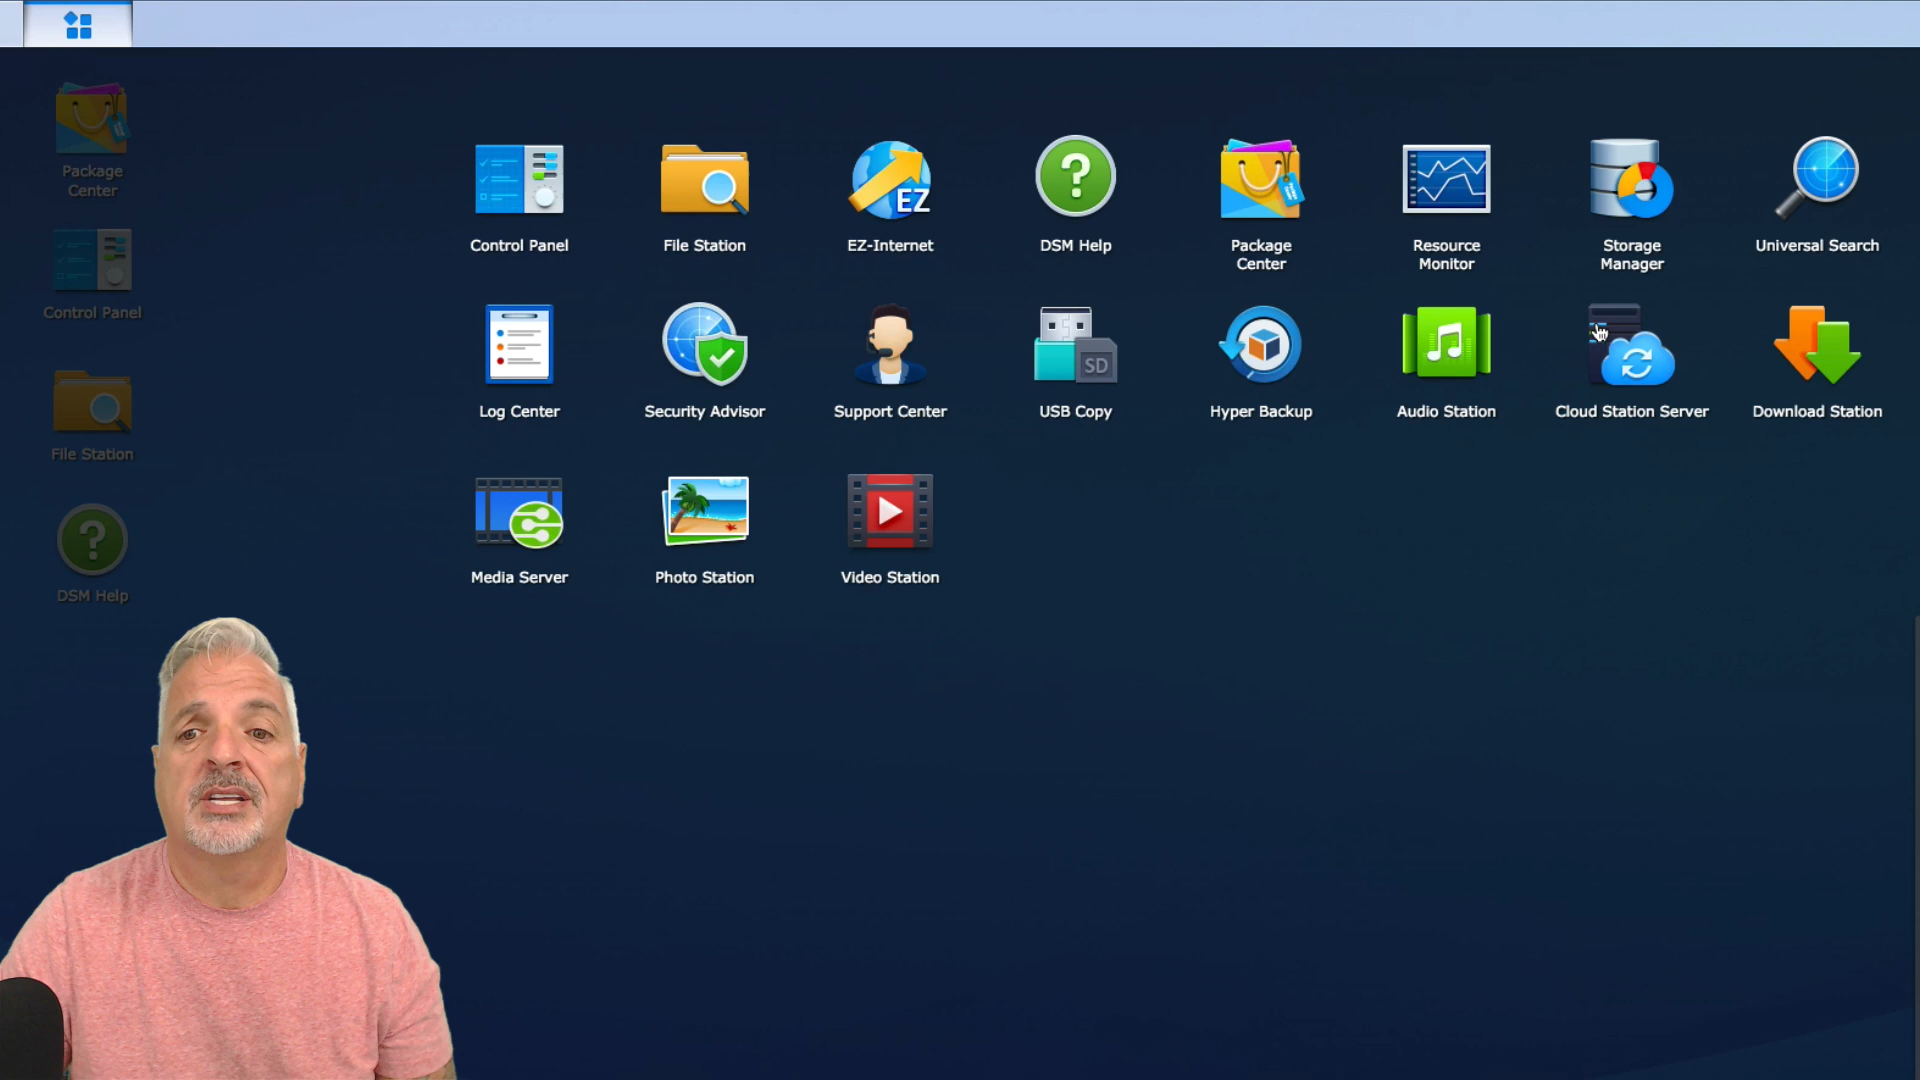 Package
Center
Control Panel
File Station
DSM Help
Control Panel
File Station
EZ
EZ-Internet
DSM Help
Package
Center
Resource
Monitor
Storage
Manager
Universal Search
Log Center
Security Advisor
Support Center
SD
USB Copy
Hyper Backup
Audio Station
Cloud Station Server
Download Station
Media Server
Photo Station
Video Station